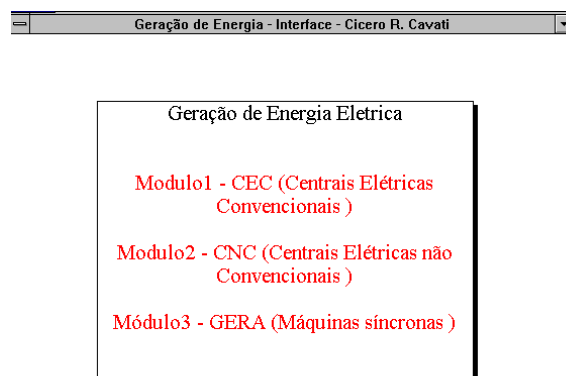 Geração de Energia - Interface - Cicero R. Cavati
Geração de Energia Eletrica
Modulo1 - CEC (Centrais Elétricas
Convencionais )
Modulo2 - CNC (Centrais Elétricas não
Convencionais )
Módulo3 - GERA (Máquinas síncronas )